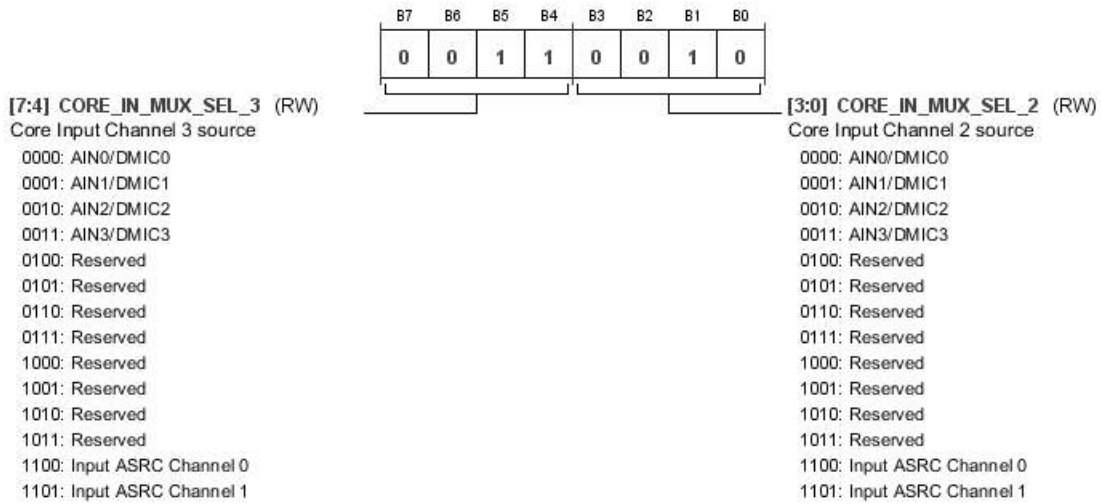 B7 B6 B5 B4 B3 B2 B1 B0
0 0 1 1 0 0 1 0
[7:4] CORE_IN_MUX_SEL_3 (RW)
Core Input Channel 3 source
0000: AIN0/DMIC0
0001: AIN1/DMIC1
0010: AIN2/DMIC2
0011: AIN3/DMIC3
0100: Reserved
0101: Reserved
0110: Reserved
0111: Reserved
1000: Reserved
1001: Reserved
1010: Reserved
1011: Reserved
1100: Input ASRC Channel 0
1101: Input ASRC Channel 1
[3:0] CORE_IN_MUX_SEL_2 (RW)
Core Input Channel 2 source
0000: AIN0/DMIC0
0001: AIN1/DMIC1
0010: AIN2/DMIC2
0011: AIN3/DMIC3
0100: Reserved
0101: Reserved
0110: Reserved
0111: Reserved
1000: Reserved
1001: Reserved
1010: Reserved
1011: Reserved
1100: Input ASRC Channel 0
1101: Input ASRC Channel 1